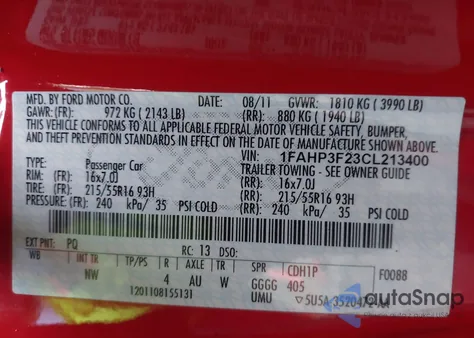 MFD. BY FORD MOTOR CO. DATE: 08/11 GVWR: 1810 KG ( 3990 LB)
GAWR: (FR): 972 KG ( 2143 LB) (RR): 880 KG ( 1940 LB)
THIS VEHICLE CONFORMS TO ALL APPLICABLE FEDERAL MOTOR VEHICLE SAFETY, BUMPER,
AND THEFT PREVENTION STANDARDS IN EFFECT ON THE DATE OF MANUFACTURE SHOWN ABOVE.
VIN: 1FAHP3F23CL213400
TYPE: Passenger Car TRAILER TOWING - SEE OWNER GUIDE
RIM: (FR): 16x7.0J (RR): 16x7.0J
TIRE: (FR): 215/55R16 93H (RR): 215/55R16 93H
PRESSURE: (FR): 240 kPa/ 35 PSI COLD (RR): 240 kPa/ 35 PSI COLD
EXT PNT: PQ RC: 13 DSO:
WB INT TR TP/PS R AXLE TR SPR CDH1P F0088
NW 4 AU W GGGG 405
1201108155131 UMU
autoSnap